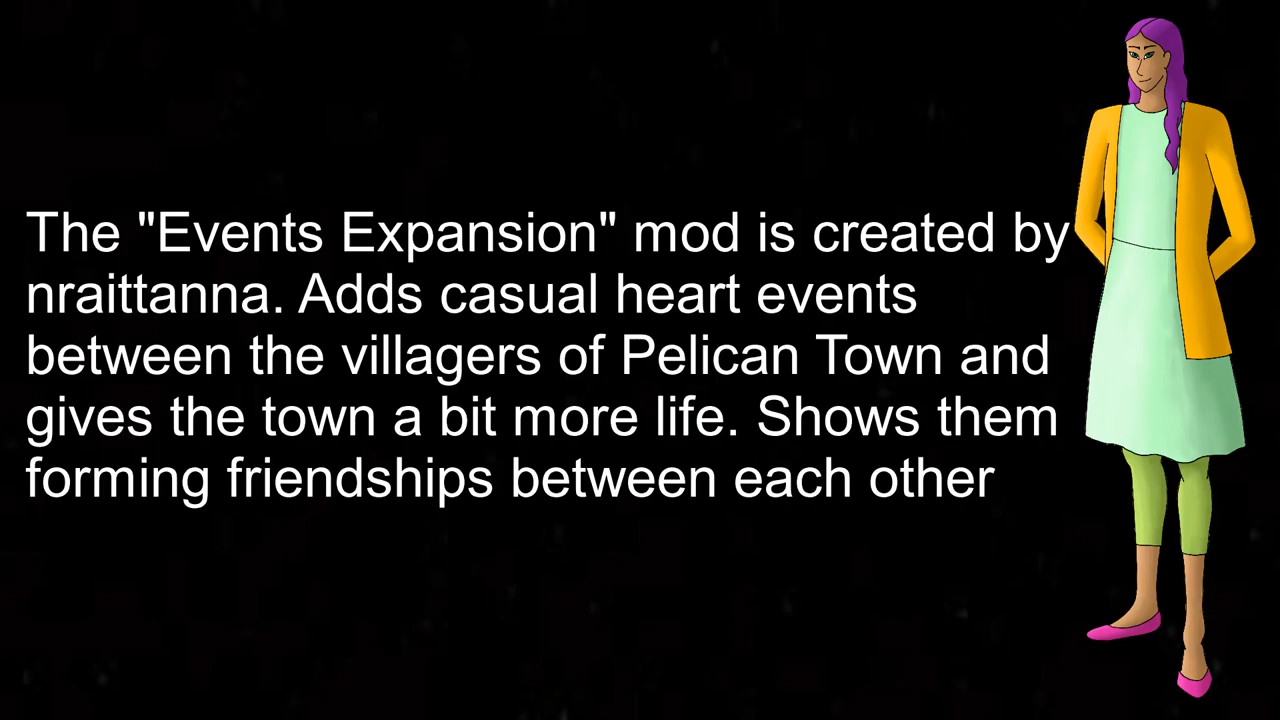 The "Events Expansion" mod is created by
nraittanna. Adds casual heart events
between the villagers of Pelican Town and
gives the town a bit more life. Shows them
forming friendships between each other